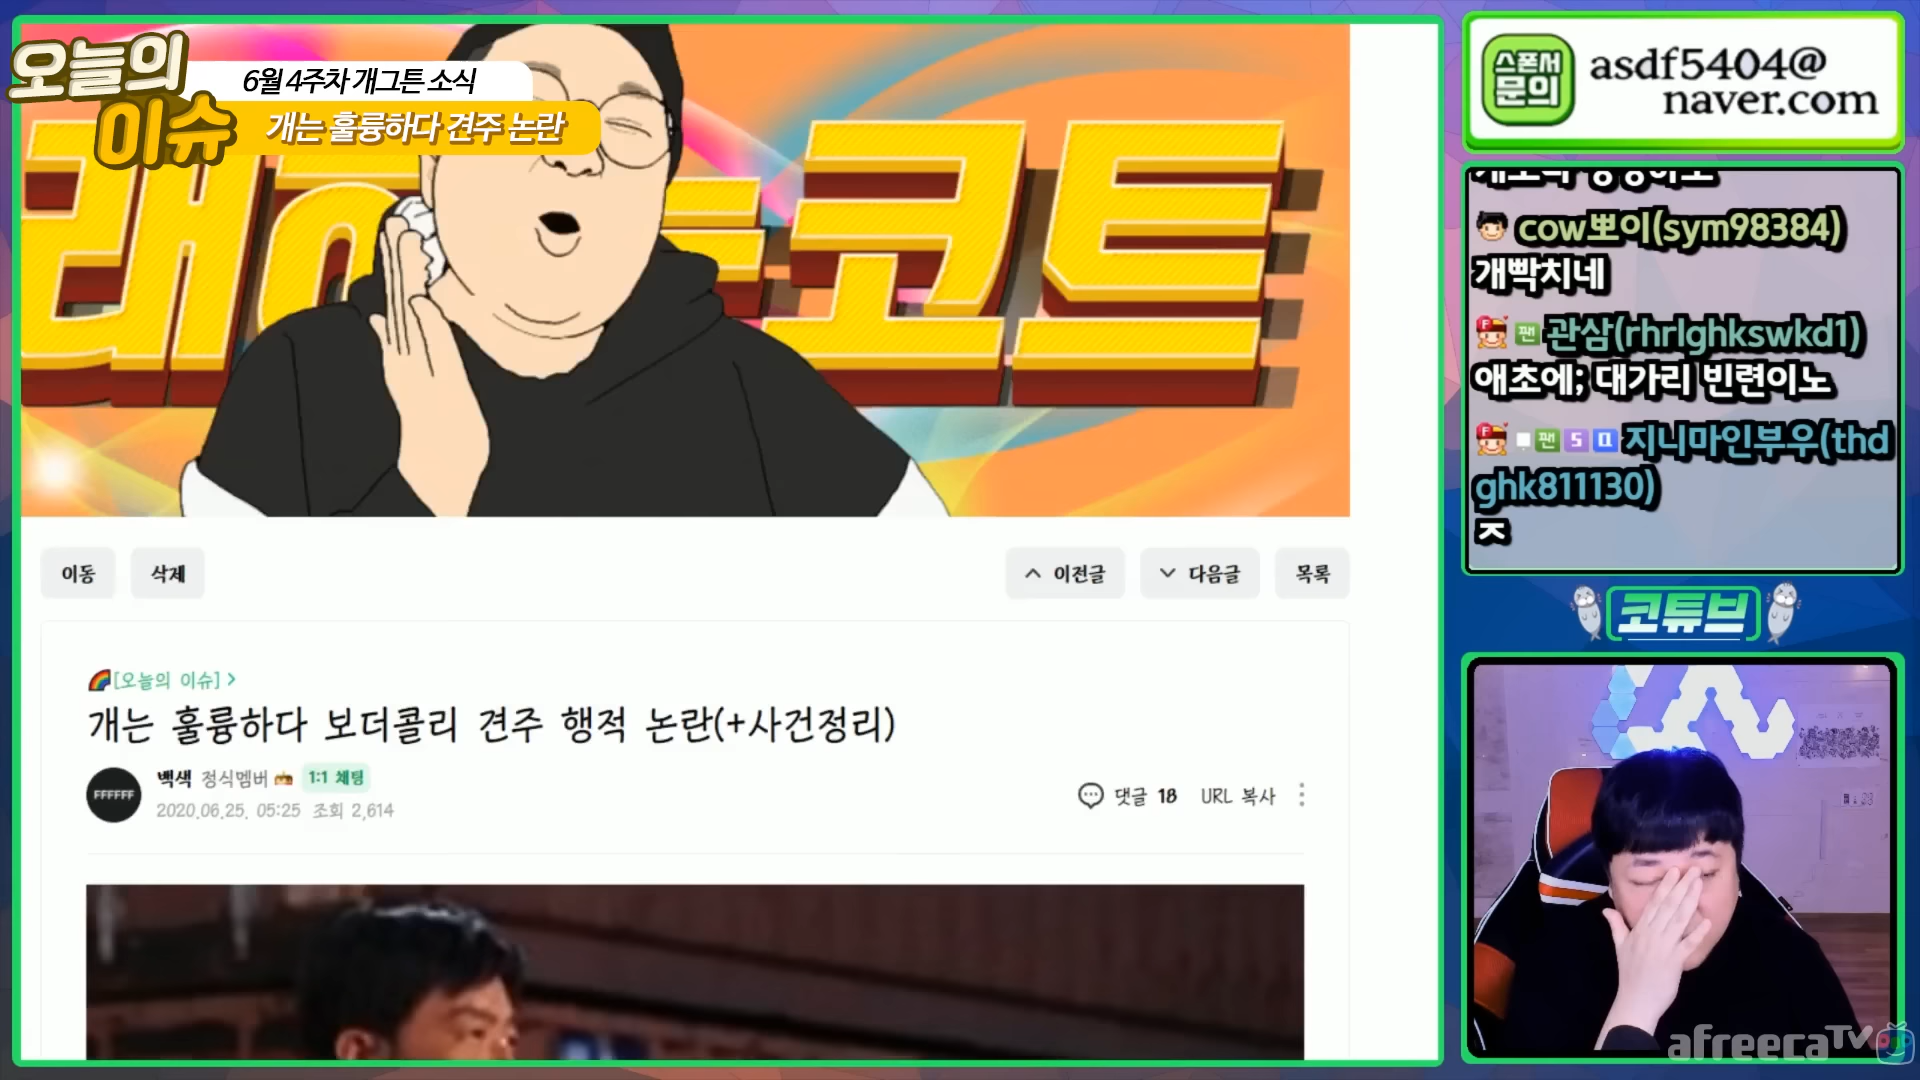 오늘의
이슈
6월 4주차 개그튼 소식
개는 훌륭하다 견주 논란
코트
이동
삭제
이전글
다음글
목록
[오늘의 이슈] >
개는 훌륭하다 보더콜리 견주 행적 논란(+사건정리)
FFFFFF
백색 정식멤버 1:1 채팅
2020.06.25. 05:25 조회 2,614
댓글 18 URL 복사
스폰서
문의
asdf5404@
naver.com
cow뽀이(sym98384)
개빡치네
팬 관삼(rhrlghkswkd1)
애초에; 대가리 빈련이노
팬 S 지니마인부우(thd
ghk811130)
ㅈ
코튜브
afreecaTV